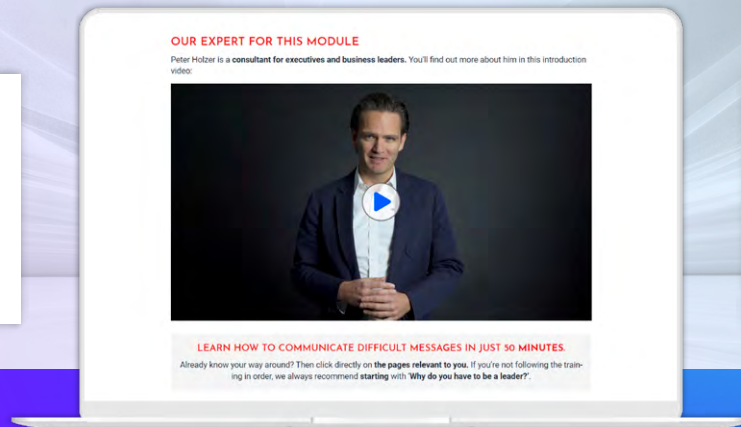 OUR EXPERT FOR THIS MODULE
Peter Holzer is a consultant for executives and business leaders. You'll find out more about him in this introduction
video:
LEARN HOW TO COMMUNICATE DIFFICULT MESSAGES IN JUST 50 MINUTES.
Already know your way around? Then click directly on the pages relevant to you. If you're not following the train-
ing in order, we always recommend starting with 'Why do you have to be a leader?'.